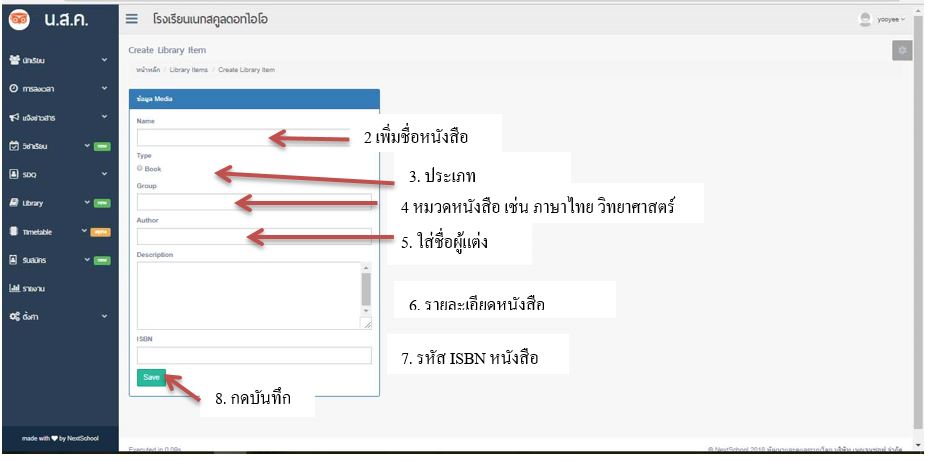 น.ส.ค.
โรงเรียนเนกสคูลดอทไอโอ
yooyee
Create Library Item
หน้าหลัก / Library Items / Create Library Item
นักเรียน
การลงเวลา
แจ้งข่าวสาร
วิชาเรียน
new
SDQ
Library
new
Timetable
รับสมัคร
new
รายงาน
ตั้งค่า
ข้อมูล Media
Name
2 เพิ่มชื่อหนังสือ
Type
Book
3. ประเภท
Group
4 หมวดหนังสือ เช่น ภาษาไทย วิทยาศาสตร์
Author
5. ใส่ชื่อผู้แต่ง
Description
6. รายละเอียดหนังสือ
ISBN
7. รหัส ISBN หนังสือ
Save
8. กดบันทึก
made with by NextSchool
Executed in 0.09s
© NextSchool 2016